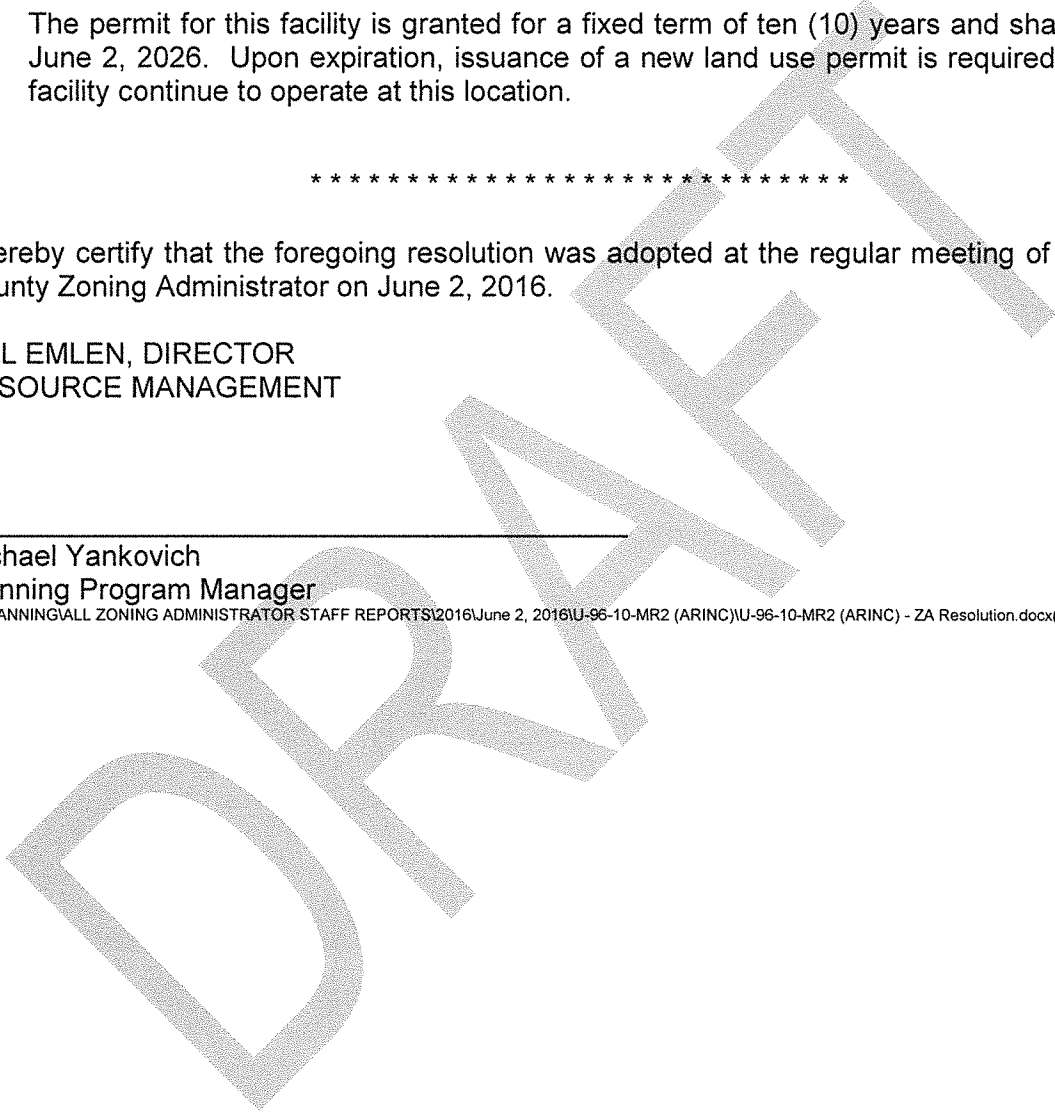 The permit for this facility is granted for a fixed term of ten (10) years and sha
June 2, 2026. Upon expiration, issuance of a new land use permit is required
facility continue to operate at this location.
* * * * * * * * * * * * * * * * * * * * * * * * * * * *
ereby certify that the foregoing resolution was adopted at the regular meeting of
unty Zoning Administrator on June 2, 2016.
L EMLEN, DIRECTOR
SOURCE MANAGEMENT
chael Yankovich
nning Program Manager
ANNING\ALL ZONING ADMINISTRATOR STAFF REPORTS\2016\June 2, 2016\U-96-10-MR2 (ARINC)\U-96-10-MR2 (ARINC) - ZA Resolution.docx(
DRAFT